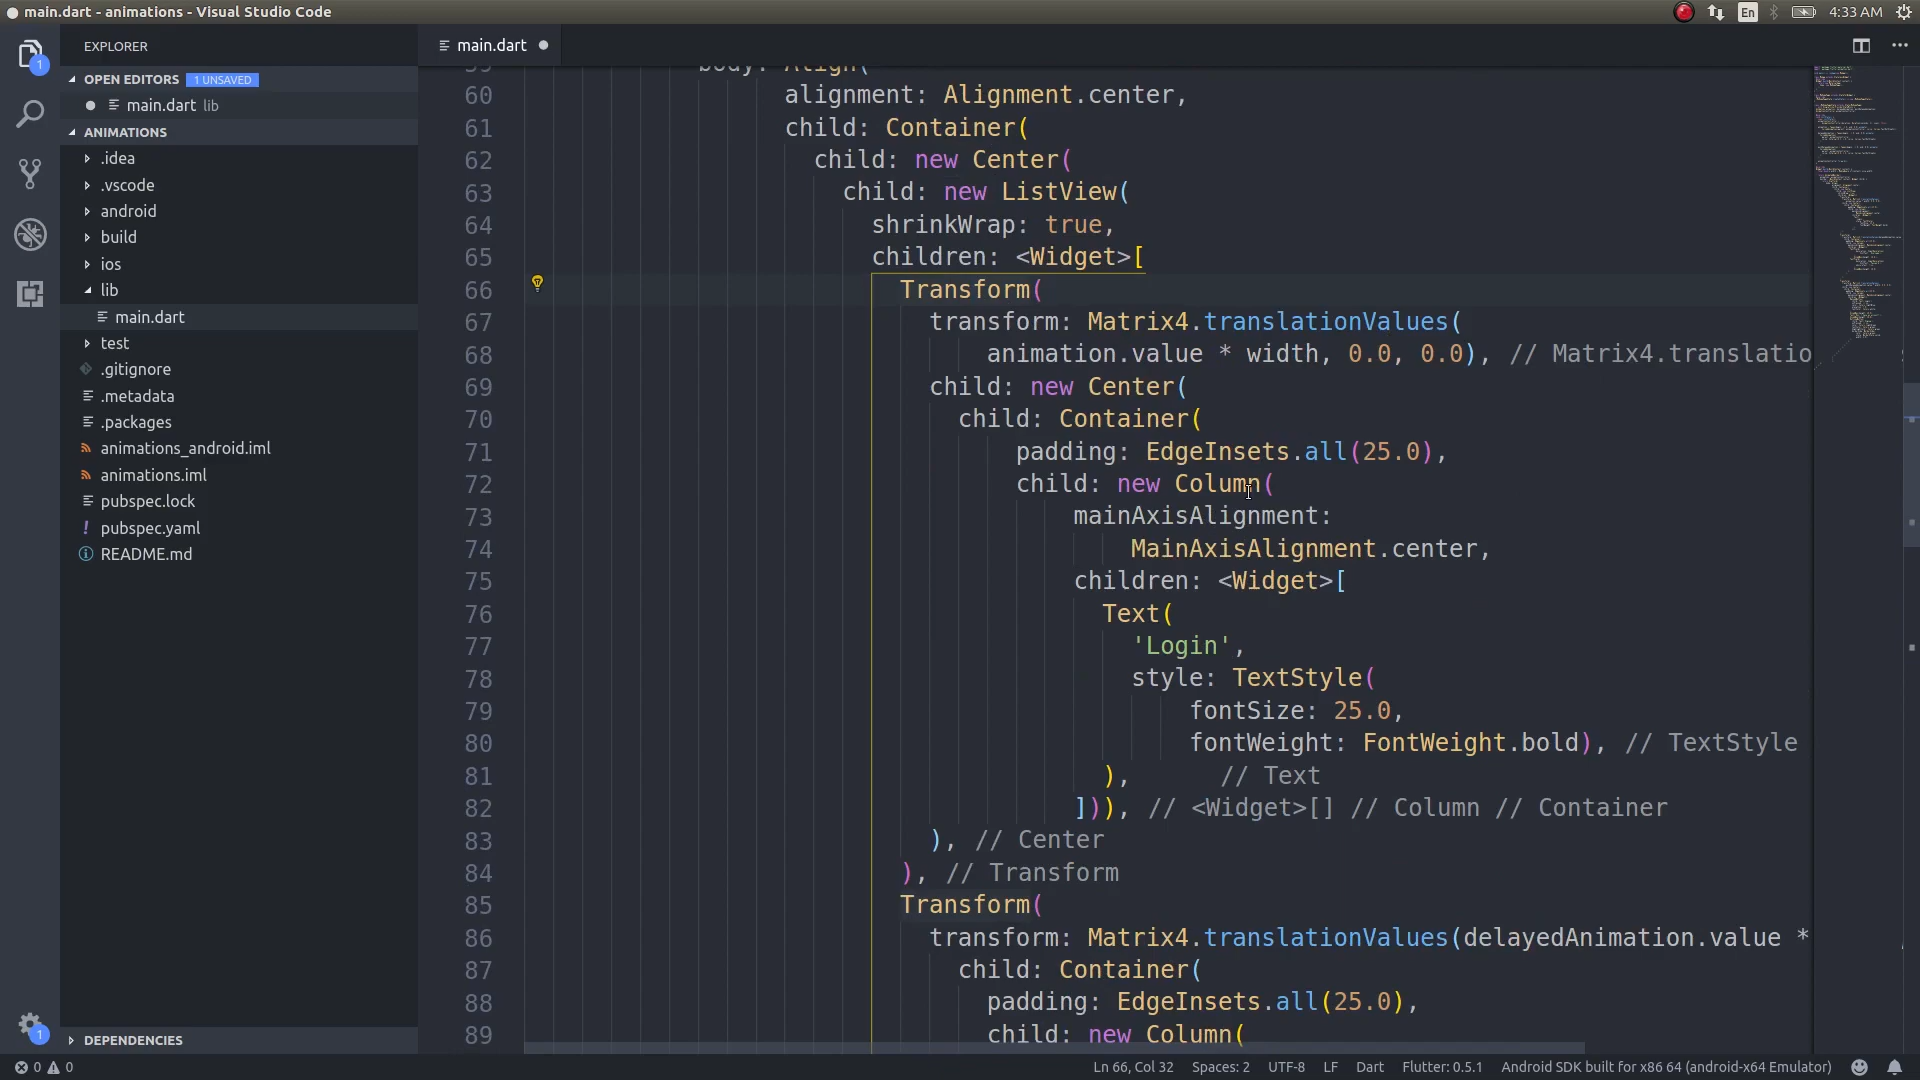 main.dart - animations - Visual Studio Code
En
4:33 AM
EXPLORER
OPEN EDITORS 1 UNSAVED
main.dart lib
ANIMATIONS
.idea
.vscode
android
build
ios
lib
main.dart
test
.gitignore
.metadata
.packages
animations_android.iml
animations.iml
pubspec.lock
! pubspec.yaml
README.md
DEPENDENCIES
1
1
main.dart
body: Align(
60 alignment: Alignment.center,
61 child: Container(
62 child: new Center(
63 child: new ListView(
64 shrinkWrap: true,
65 children: <Widget>[
66 Transform(
67 transform: Matrix4.translationValues(
68 animation.value * width, 0.0, 0.0), // Matrix4.translatio
69 child: new Center(
70 child: Container(
71 padding: EdgeInsets.all(25.0),
72 child: new Column(
73 mainAxisAlignment:
74 MainAxisAlignment.center,
75 children: <Widget>[
76 Text(
77 'Login',
78 style: TextStyle(
79 fontSize: 25.0,
80 fontWeight: FontWeight.bold), // TextStyle
81 ), // Text
82 ])), // <Widget>[] // Column // Container
83 ), // Center
84 ), // Transform
85 Transform(
86 transform: Matrix4.translationValues(delayedAnimation.value *
87 child: Container(
88 padding: EdgeInsets.all(25.0),
89 child: new Column(
0 0 Ln 66, Col 32 Spaces: 2 UTF-8 LF Dart Flutter: 0.5.1 Android SDK built for x86 64 (android-x64 Emulator)